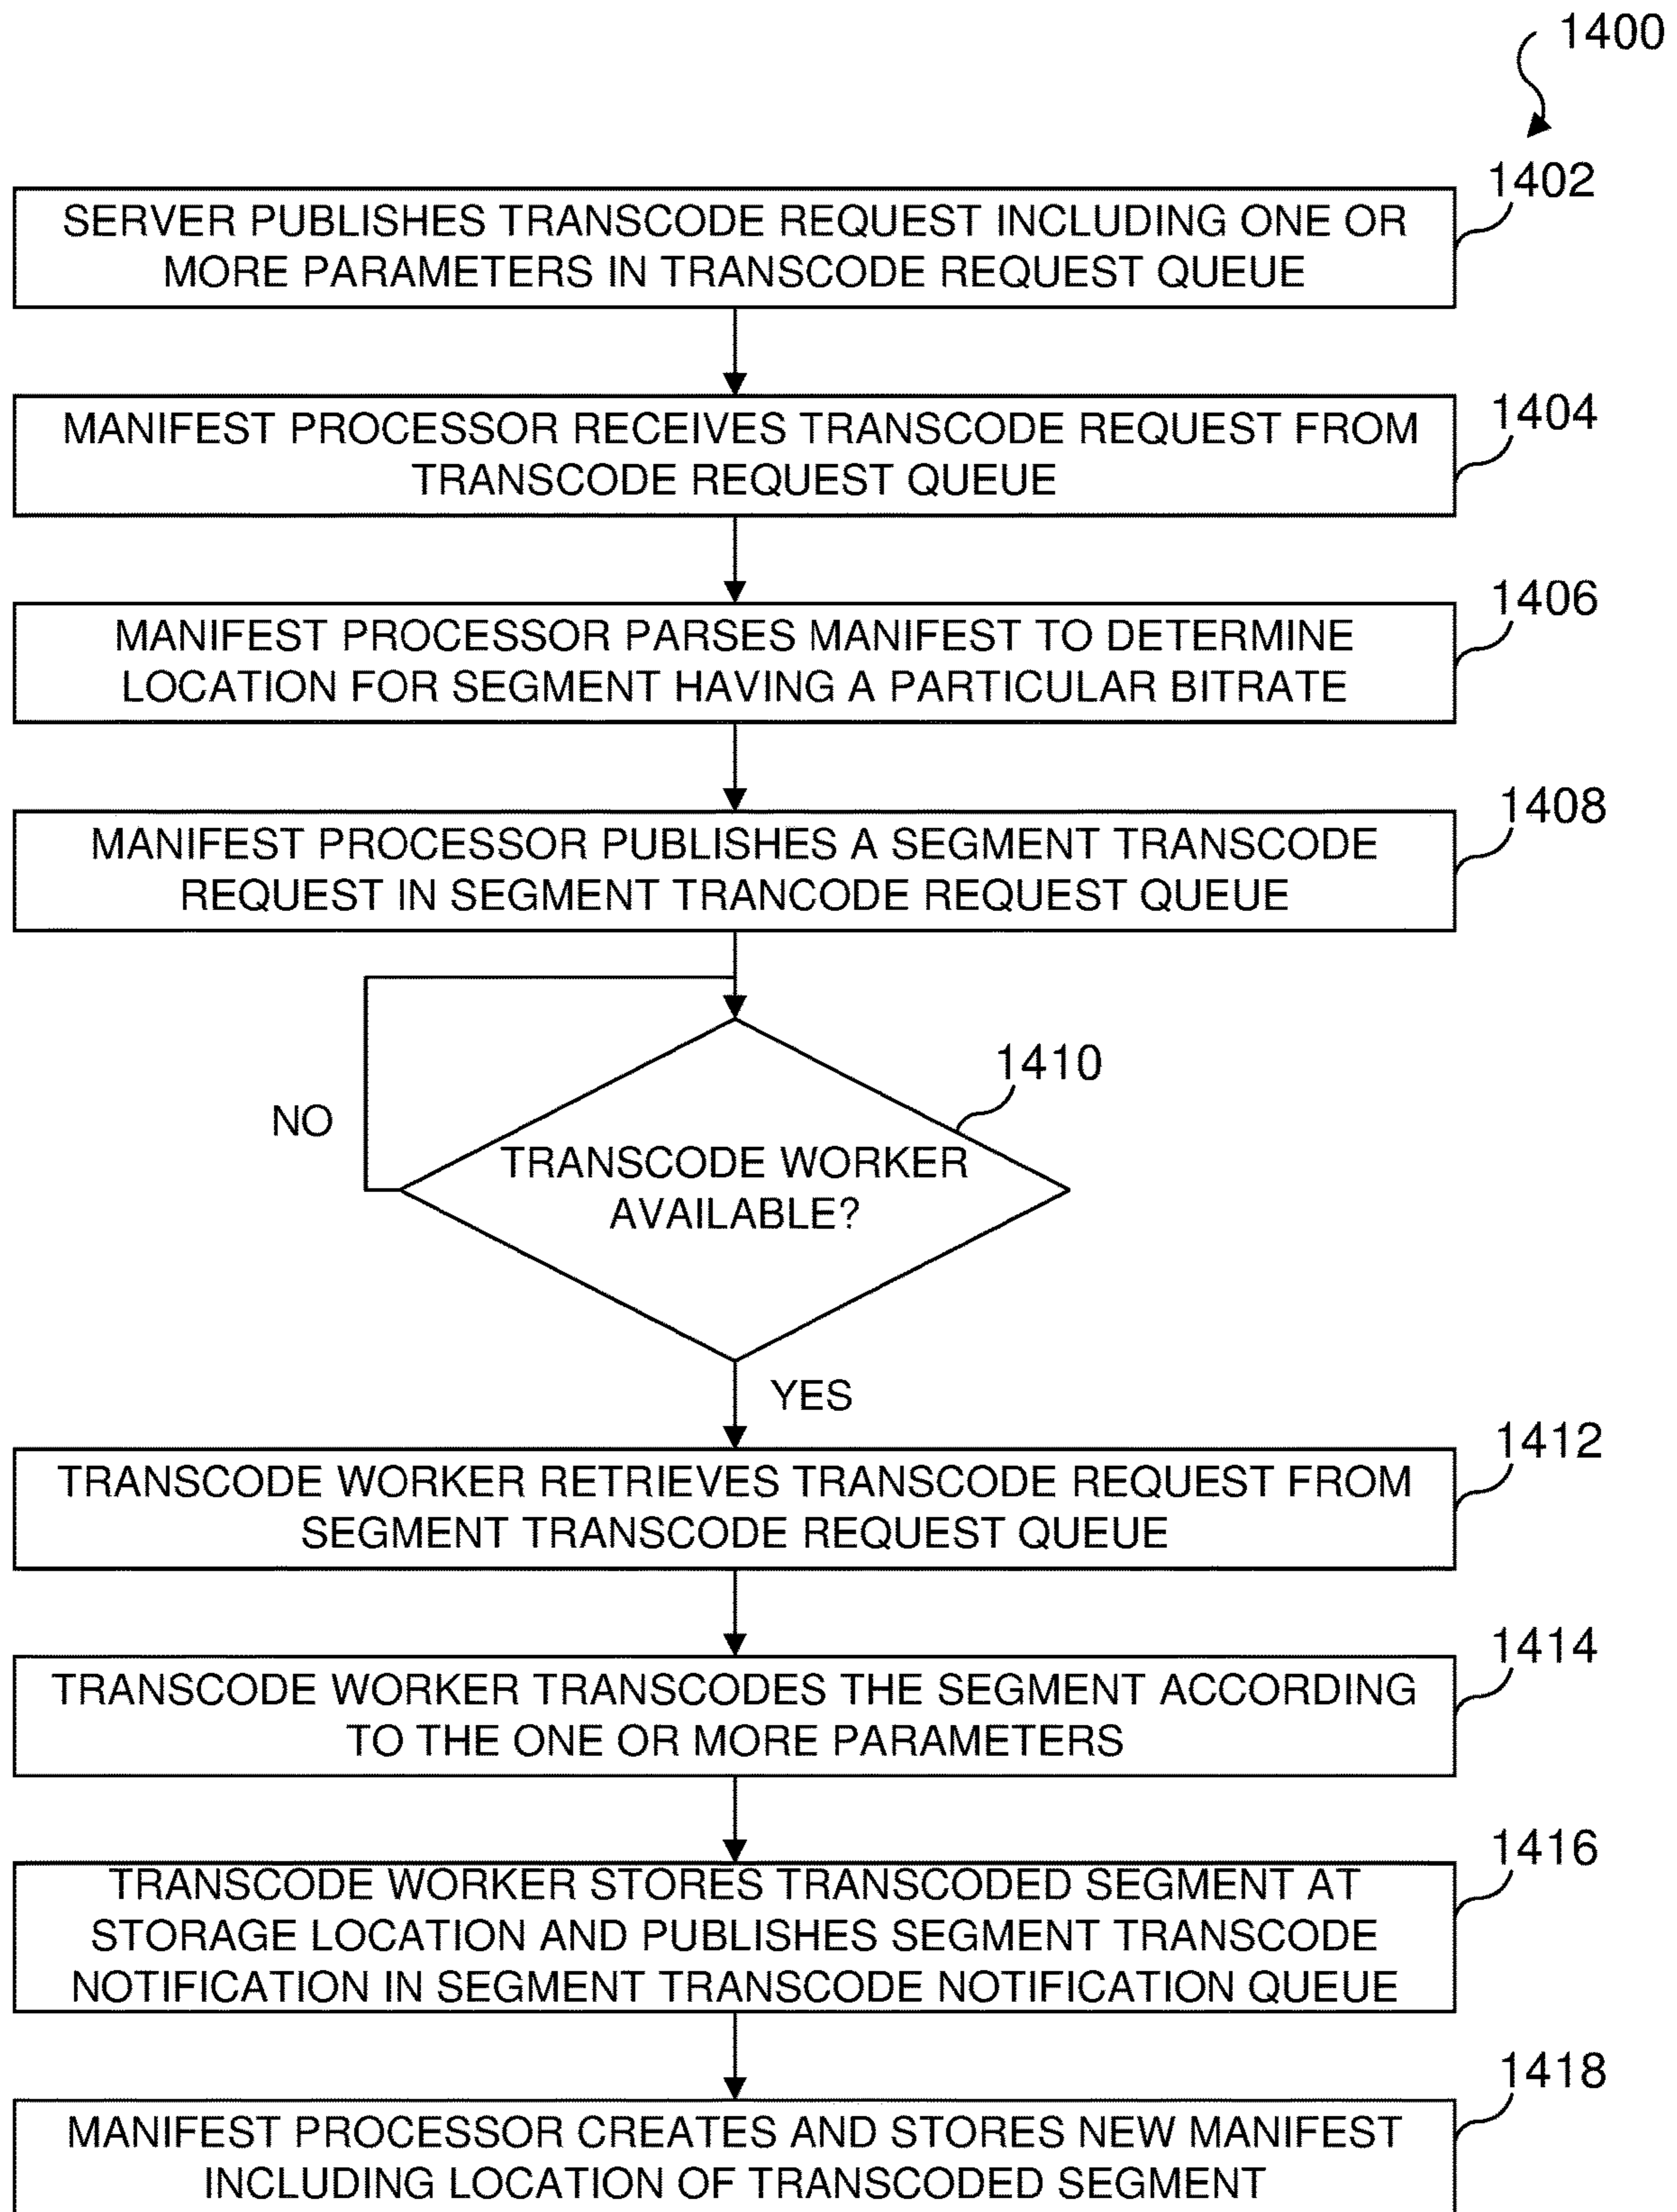 1400
1402
SERVER PUBLISHES TRANSCODE REQUEST INCLUDING ONE OR
MORE PARAMETERS IN TRANSCODE REQUEST QUEUE
1404
MANIFEST PROCESSOR RECEIVES TRANSCODE REQUEST FROM
TRANSCODE REQUEST QUEUE
1406
MANIFEST PROCESSOR PARSES MANIFEST TO DETERMINE
LOCATION FOR SEGMENT HAVING A PARTICULAR BITRATE
1408
MANIFEST PROCESSOR PUBLISHES A SEGMENT TRANSCODE
REQUEST IN SEGMENT TRANCODE REQUEST QUEUE
1410
NO
TRANSCODE WORKER
AVAILABLE?
YES
1412
TRANSCODE WORKER RETRIEVES TRANSCODE REQUEST FROM
SEGMENT TRANSCODE REQUEST QUEUE
1414
TRANSCODE WORKER TRANSCODES THE SEGMENT ACCORDING
TO THE ONE OR MORE PARAMETERS
1416
TRANSCODE WORKER STORES TRANSCODED SEGMENT AT
STORAGE LOCATION AND PUBLISHES SEGMENT TRANSCODE
NOTIFICATION IN SEGMENT TRANSCODE NOTIFICATION QUEUE
1418
MANIFEST PROCESSOR CREATES AND STORES NEW MANIFEST
INCLUDING LOCATION OF TRANSCODED SEGMENT